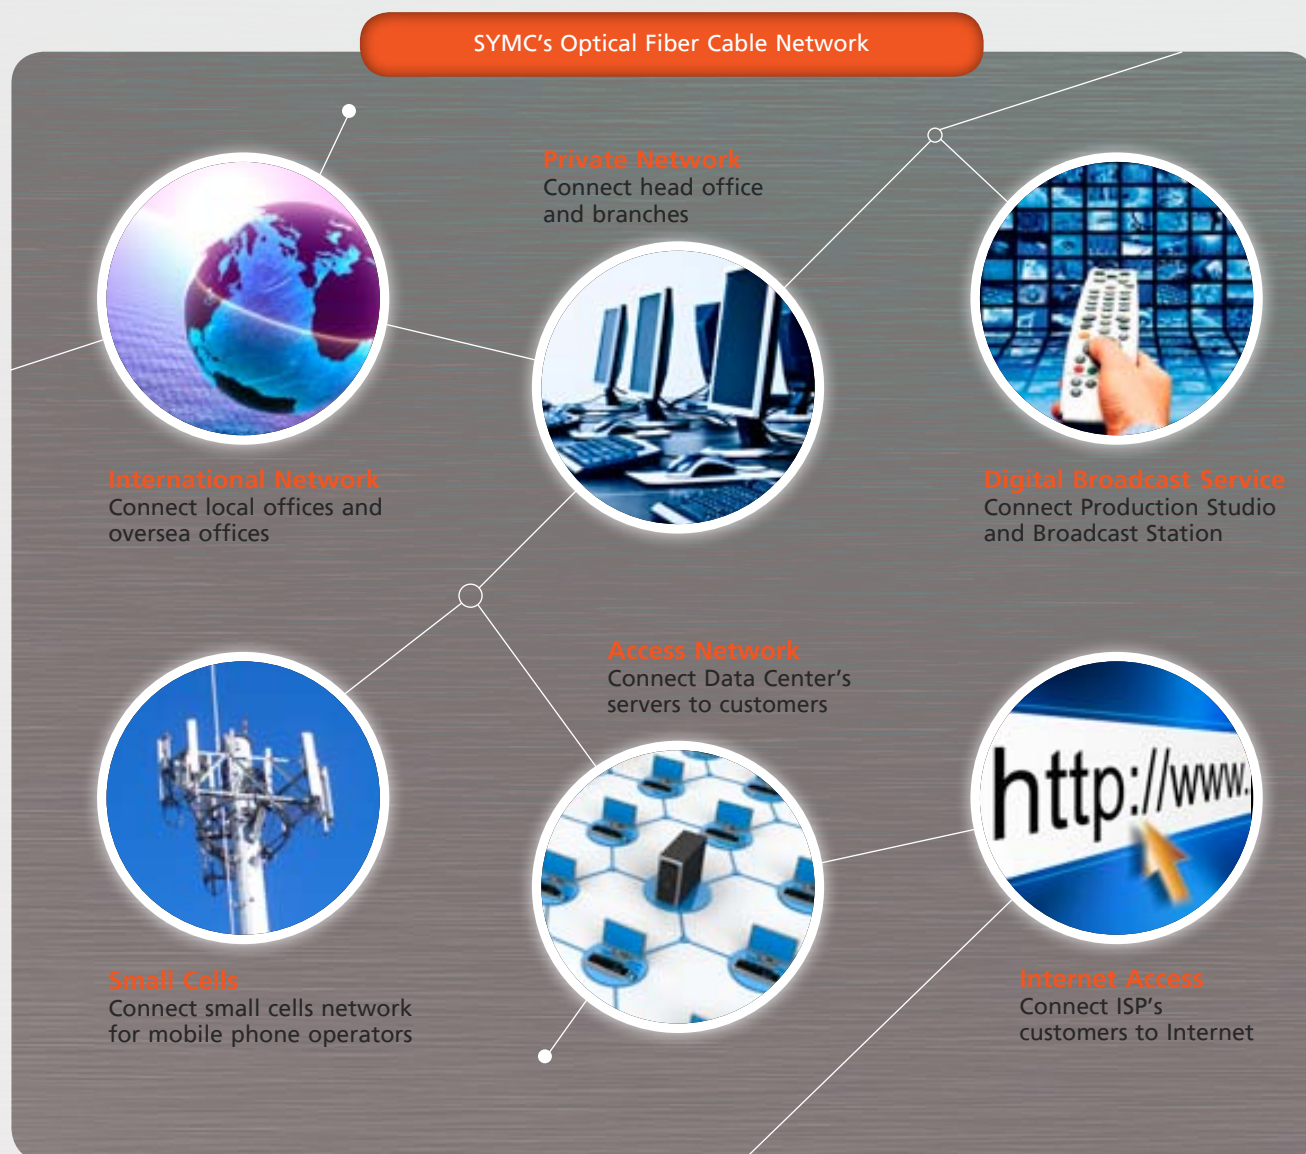 SYMC’s Optical Fiber Cable Network
Private Network
Connect head office
and branches
International Network
Connect local offices and
oversea offices
Digital Broadcast Service
Connect Production Studio
and Broadcast Station
Access Network
Connect Data Center’s
servers to customers
http://www.
Small Cells
Connect small cells network
for mobile phone operators
Internet Access
Connect ISP’s
customers to Internet